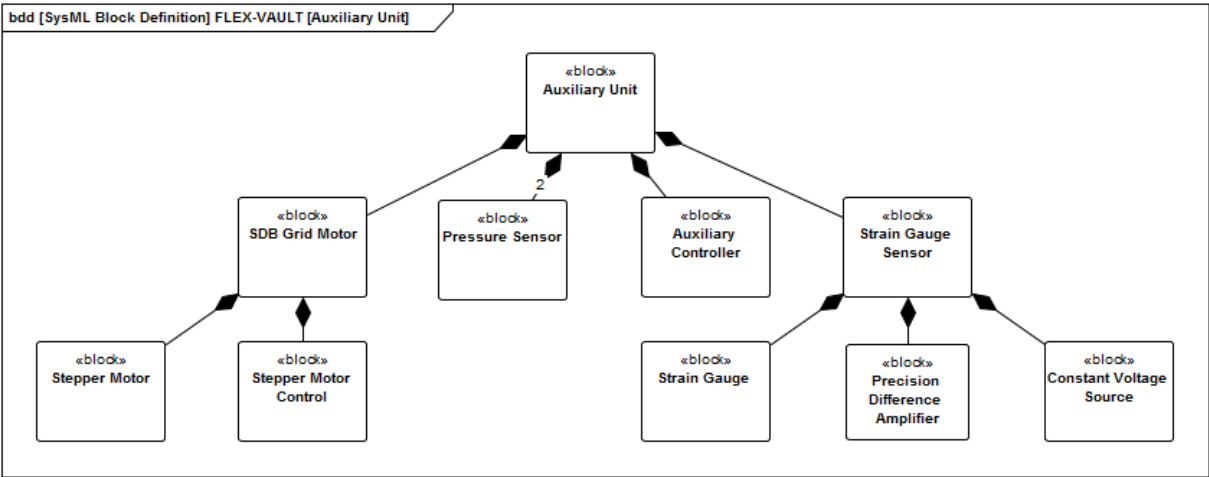 bdd [SysML Block Definition] FLEX-VAULT [Auxiliary Unit]
«block»
Auxiliary Unit
2
«block»
SDB Grid Motor
«block»
Pressure Sensor
«block»
Auxiliary
Controller
«block»
Strain Gauge
Sensor
«block»
Stepper Motor
«block»
Stepper Motor
Control
«block»
Strain Gauge
«block»
Precision
Difference
Amplifier
«block»
Constant Voltage
Source